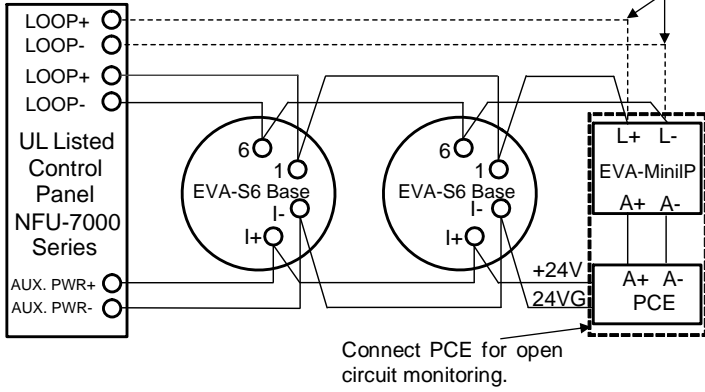 LOOP+
LOOP-
LOOP+
LOOP-
UL Listed
Control
Panel
NFU-7000
Series
AUX. PWR+
AUX. PWR-
6
1
EVA-S6 Base
I-
I+
6
1
EVA-S6 Base
I-
I+
+24V
24VG
L+ L-
EVA-MiniIP
A+ A-
A+ A-
PCE
Connect PCE for open
circuit monitoring.